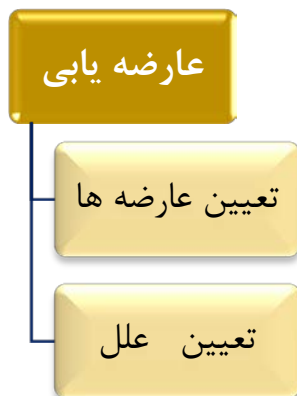 عارضه یابی
تعیین عارضه ها
تعیین علل